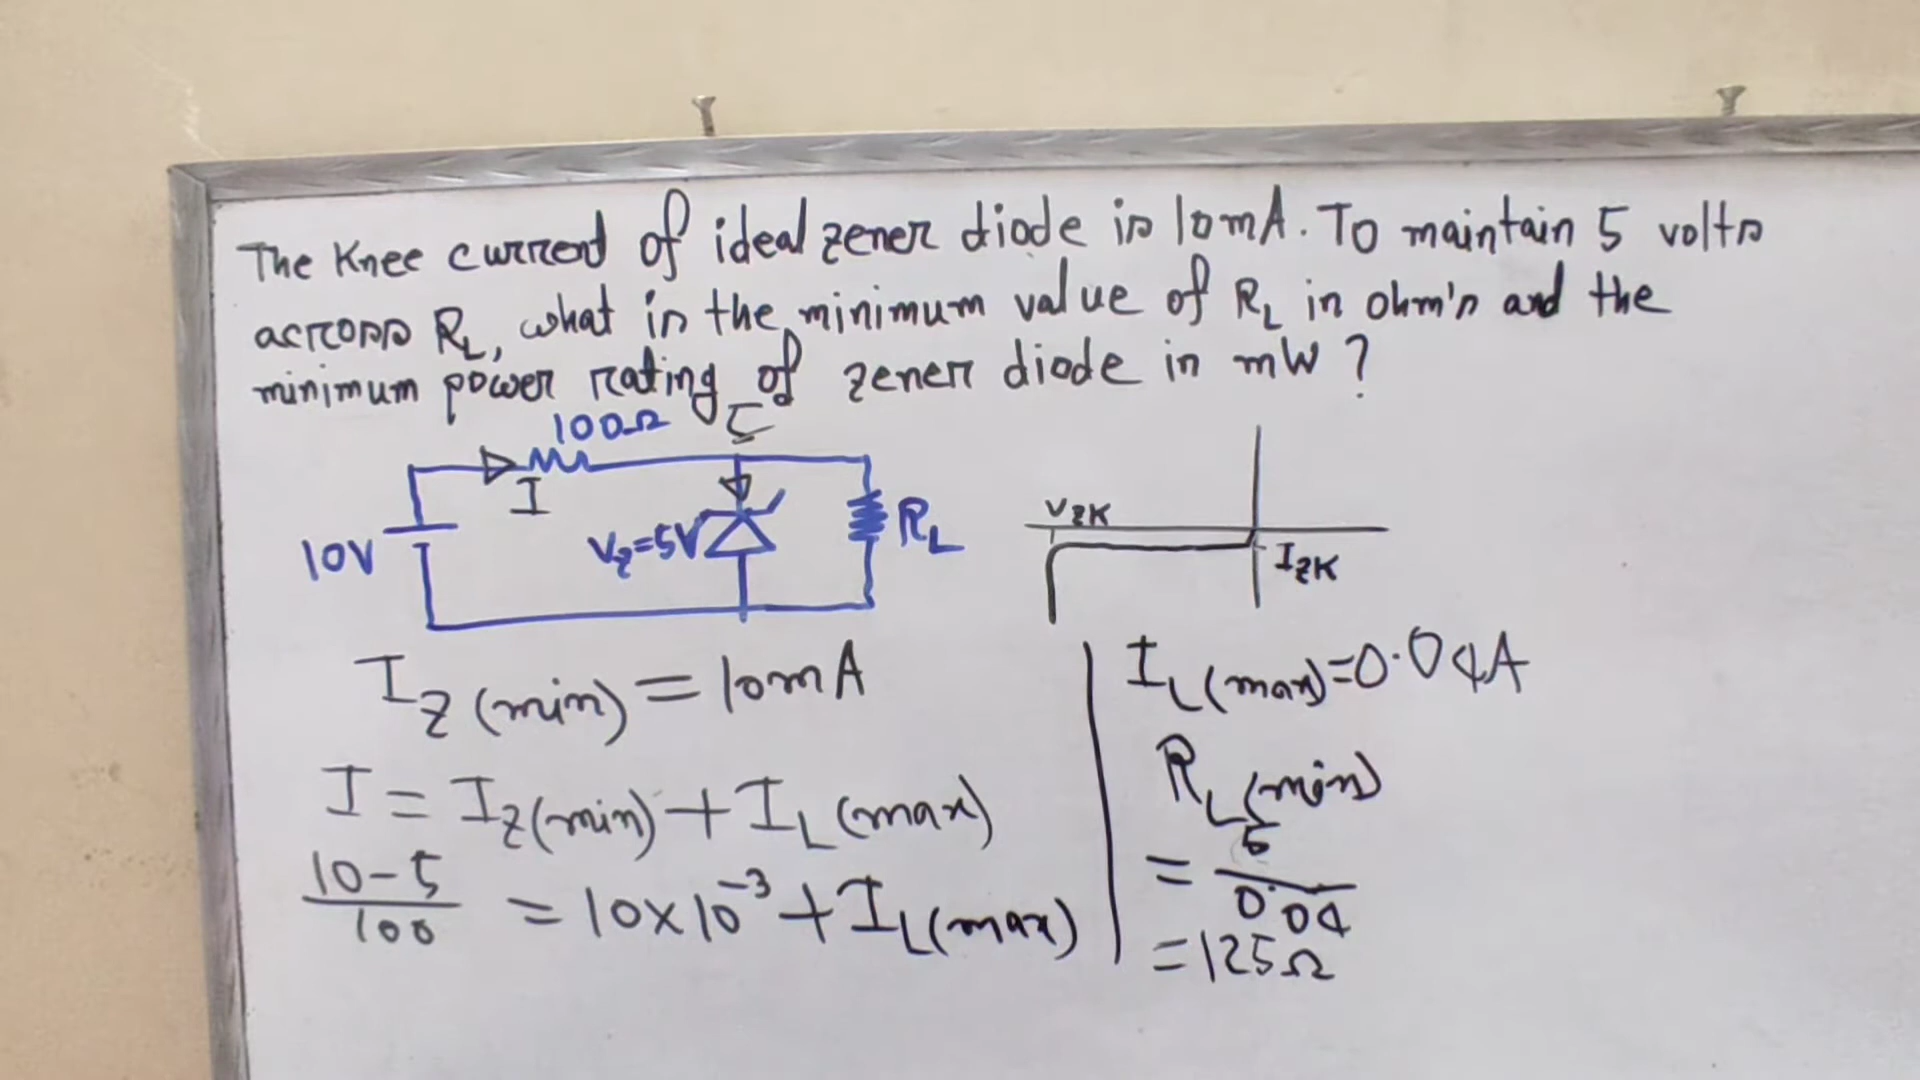 The Knee current of ideal zener diode is 10mA. To maintain 5 volts
across RL, what is the minimum value of RL in ohm's and the
minimum power rating of zener diode in mW?
100Ω
I
10V
Vz=5V
RL
VZK
IZK
IZ(min) = 10mA
I = IZ(min) + IL(max)
10-5
100
= 10×10⁻³ + IL(max)
IL(max)=0.04A
RL(min)
= 5
0.04
=125Ω